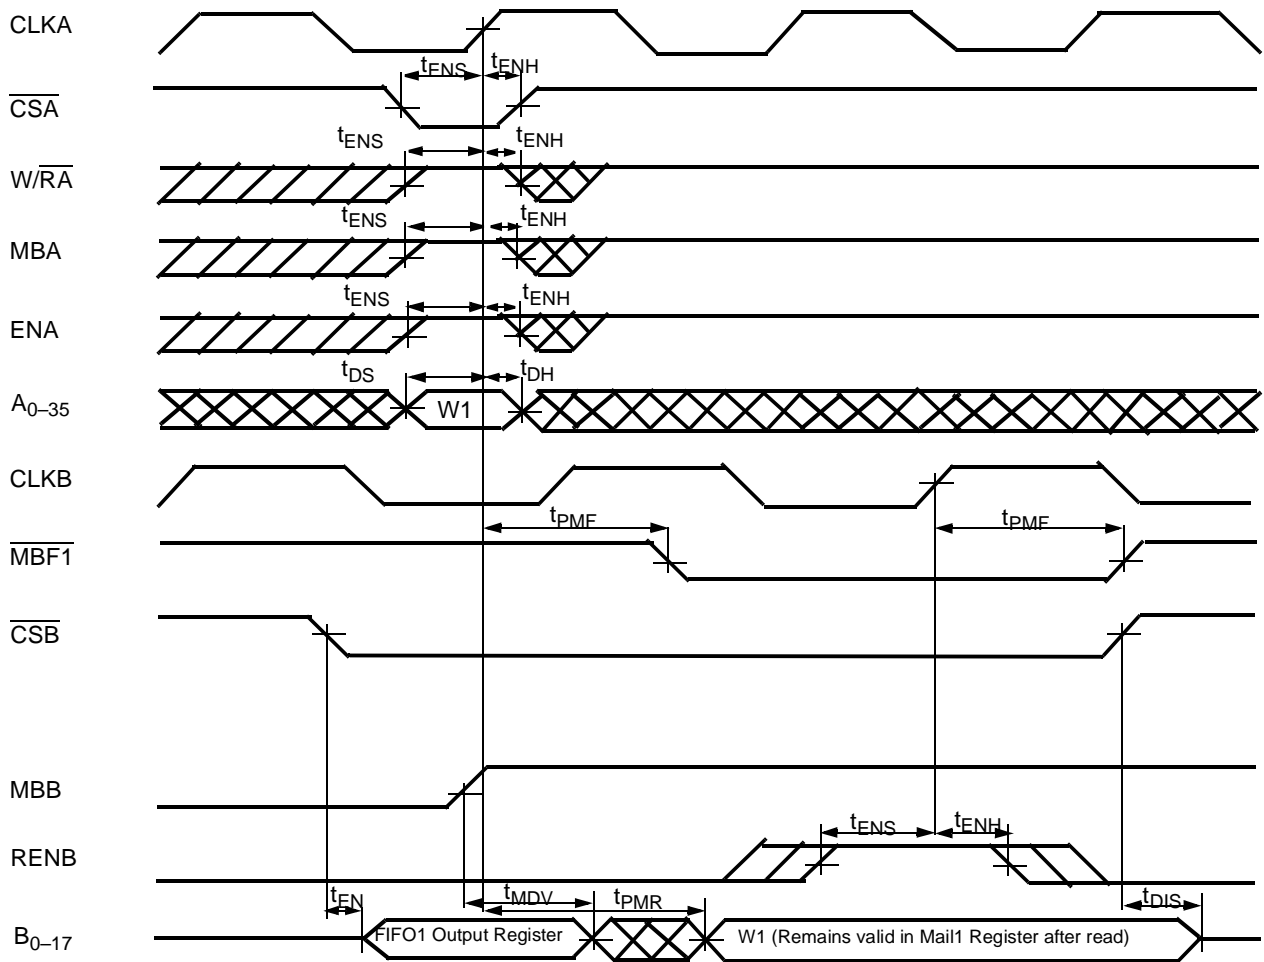 CLKA
tENS tENH
CSA
tENS tENH
W/RA
tENS tENH
MBA
tENS tENH
ENA
tDS tDH
A0–35
W1
CLKB
tPMF tPMF
MBF1
CSB
MBB
tENS tENH
RENB
tEN tMDV tPMR tDIS
B0–17
FIFO1 Output Register
W1 (Remains valid in Mail1 Register after read)